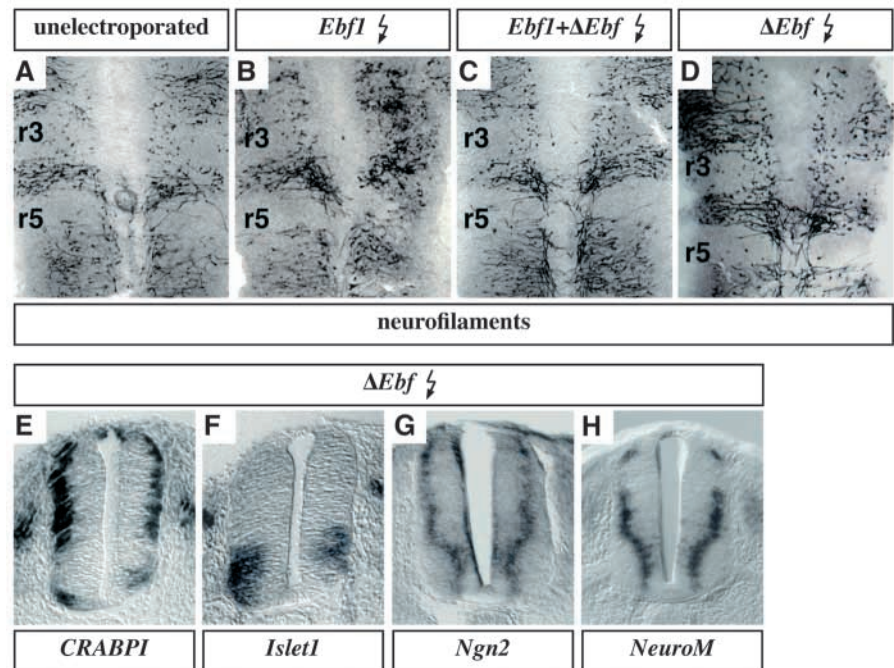 unelectroporated
Ebf1
Ebf1+ΔEbf
ΔEbf
A
B
C
D
r3
r3
r3
r3
r5
r5
r5
r5
neurofilaments
ΔEbf
E
F
G
H
CRABPI
Islet1
Ngn2
NeuroM